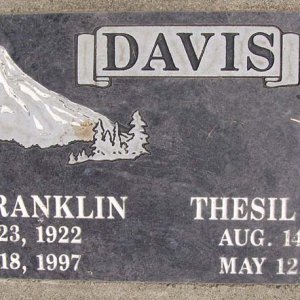 DAVIS
RANKLIN THESIL
23, 1922 AUG. 14
18, 1997 MAY 12